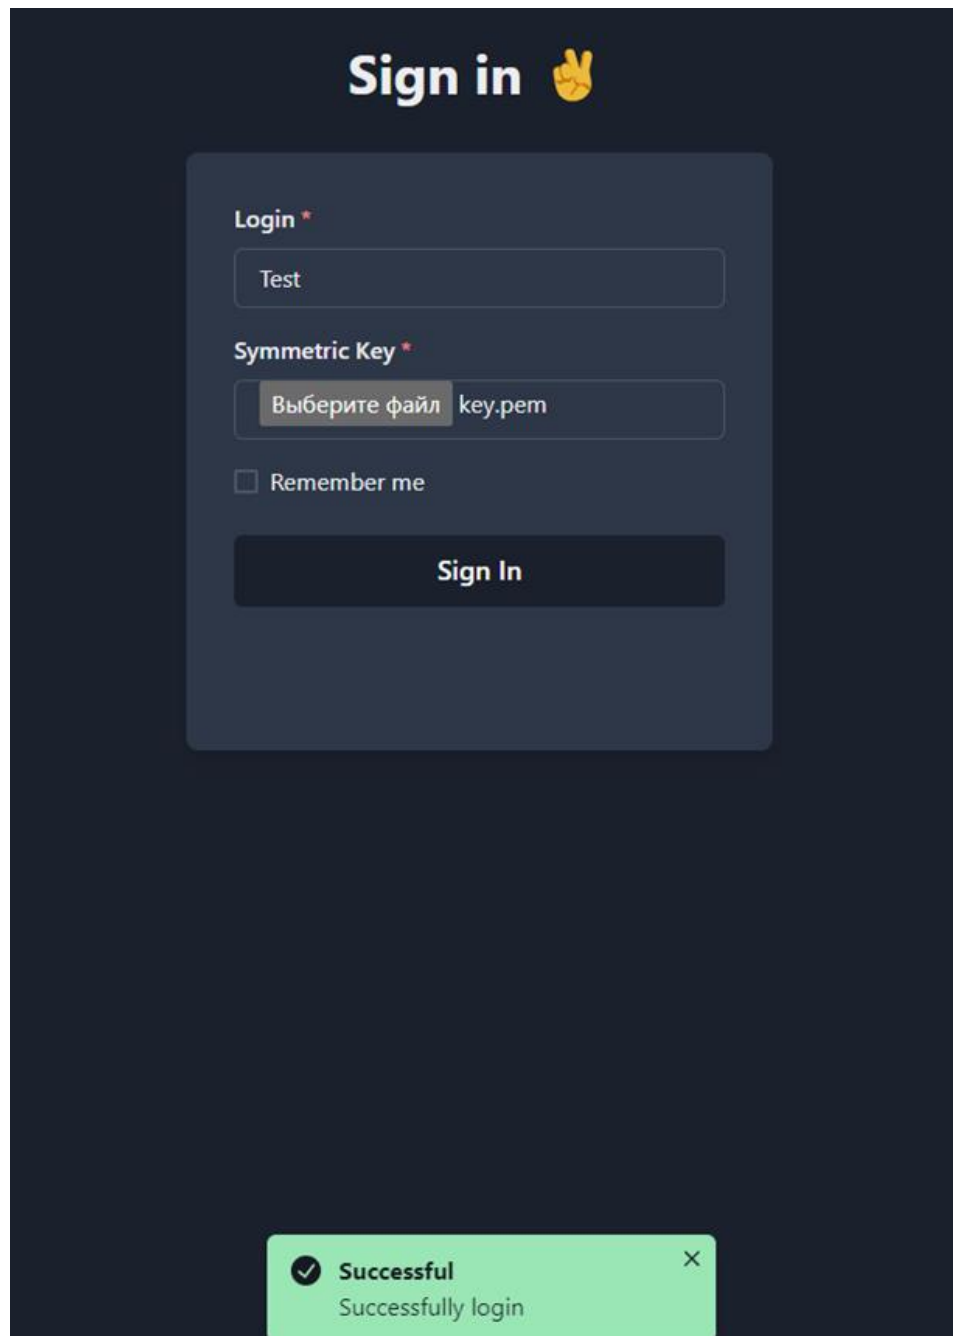 Sign in ✌️
Login *
Test
Symmetric Key *
Выберите файл key.pem
Remember me
Sign In
Successful
Successfully login